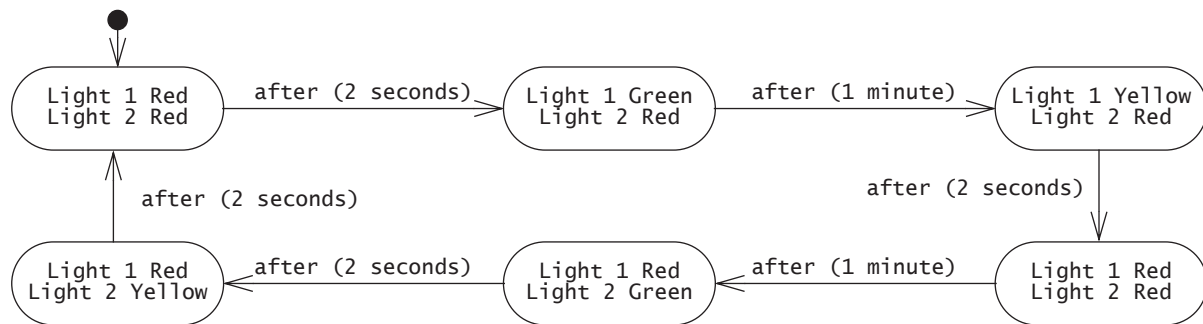 Light 1 Red
Light 2 Red
after (2 seconds)
Light 1 Green
Light 2 Red
after (1 minute)
Light 1 Yellow
Light 2 Red
after (2 seconds)
after (2 seconds)
Light 1 Red
Light 2 Yellow
after (2 seconds)
Light 1 Red
Light 2 Green
after (1 minute)
Light 1 Red
Light 2 Red